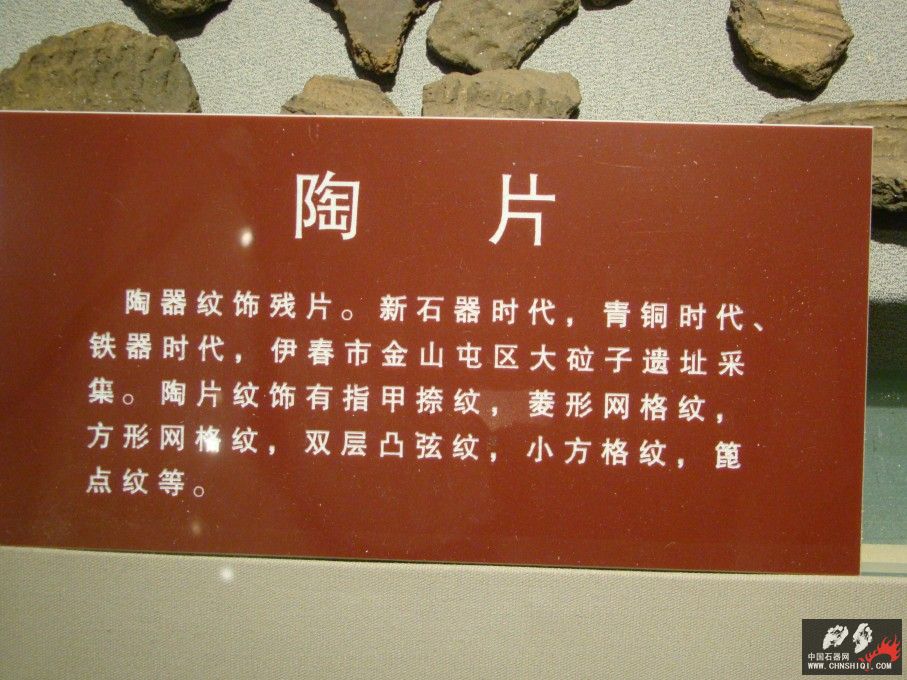 陶 片
陶器纹饰残片。新石器时代，青铜时代、
铁器时代，伊春市金山屯区大砬子遗址采
集。陶片纹饰有指甲捺纹，菱形网格纹，
方形网格纹，双层凸弦纹，小方格纹，篦
点纹等。
中国石器网
WWW.CHNSHIQI.COM